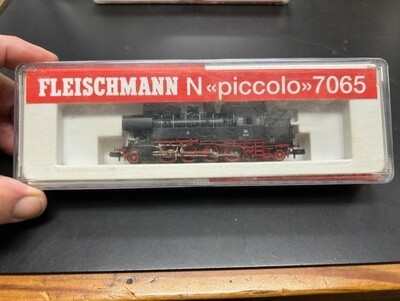 FLEISCHMANN N «piccolo» 7065